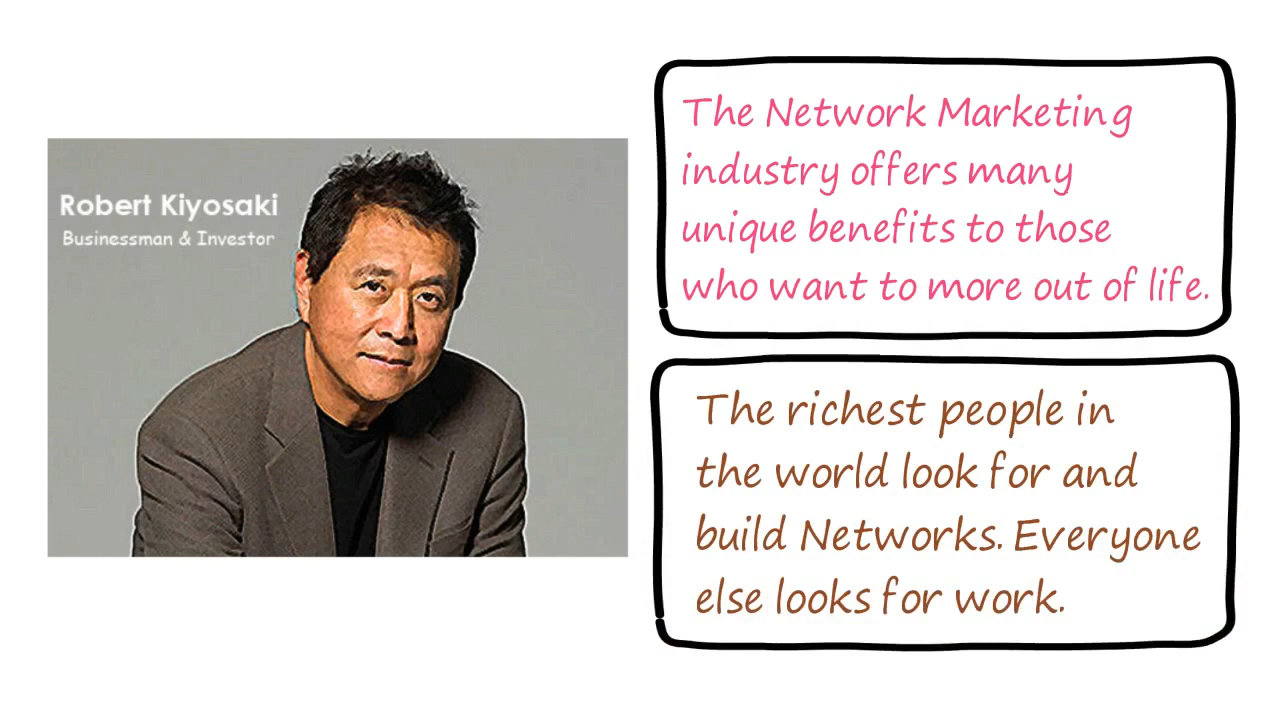 Robert Kiyosaki
Businessman & Investor
The Network Marketing
industry offers many
unique benefits to those
who want to more out of life.
The richest people in
the world look for and
build Networks. Everyone
else looks for work.